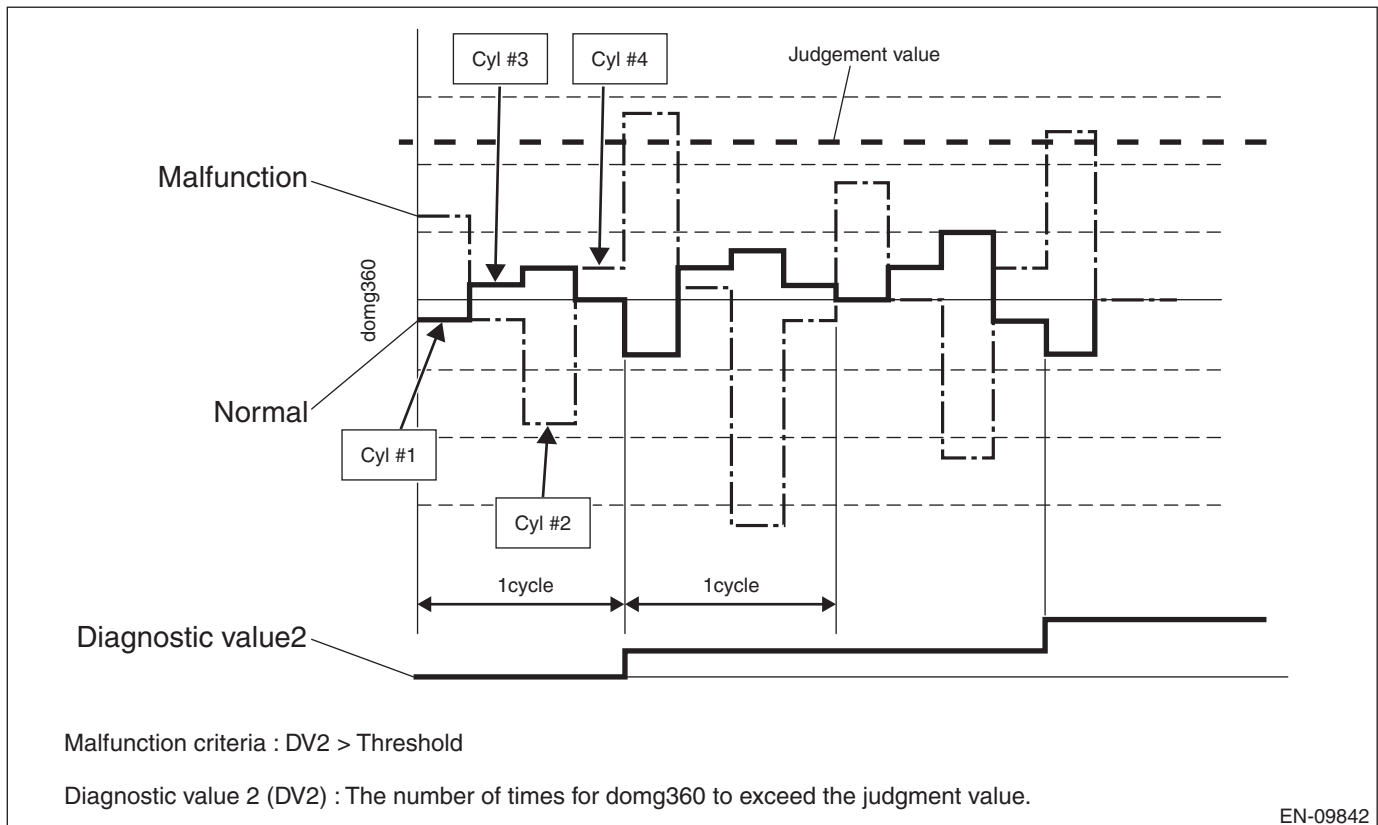 Cyl #3
Cyl #4
Judgement value
Malfunction
domg360
Normal
Cyl #1
Cyl #2
1cycle
1cycle
Diagnostic value2
Malfunction criteria : DV2 > Threshold
Diagnostic value 2 (DV2) : The number of times for domg360 to exceed the judgment value.
EN-09842